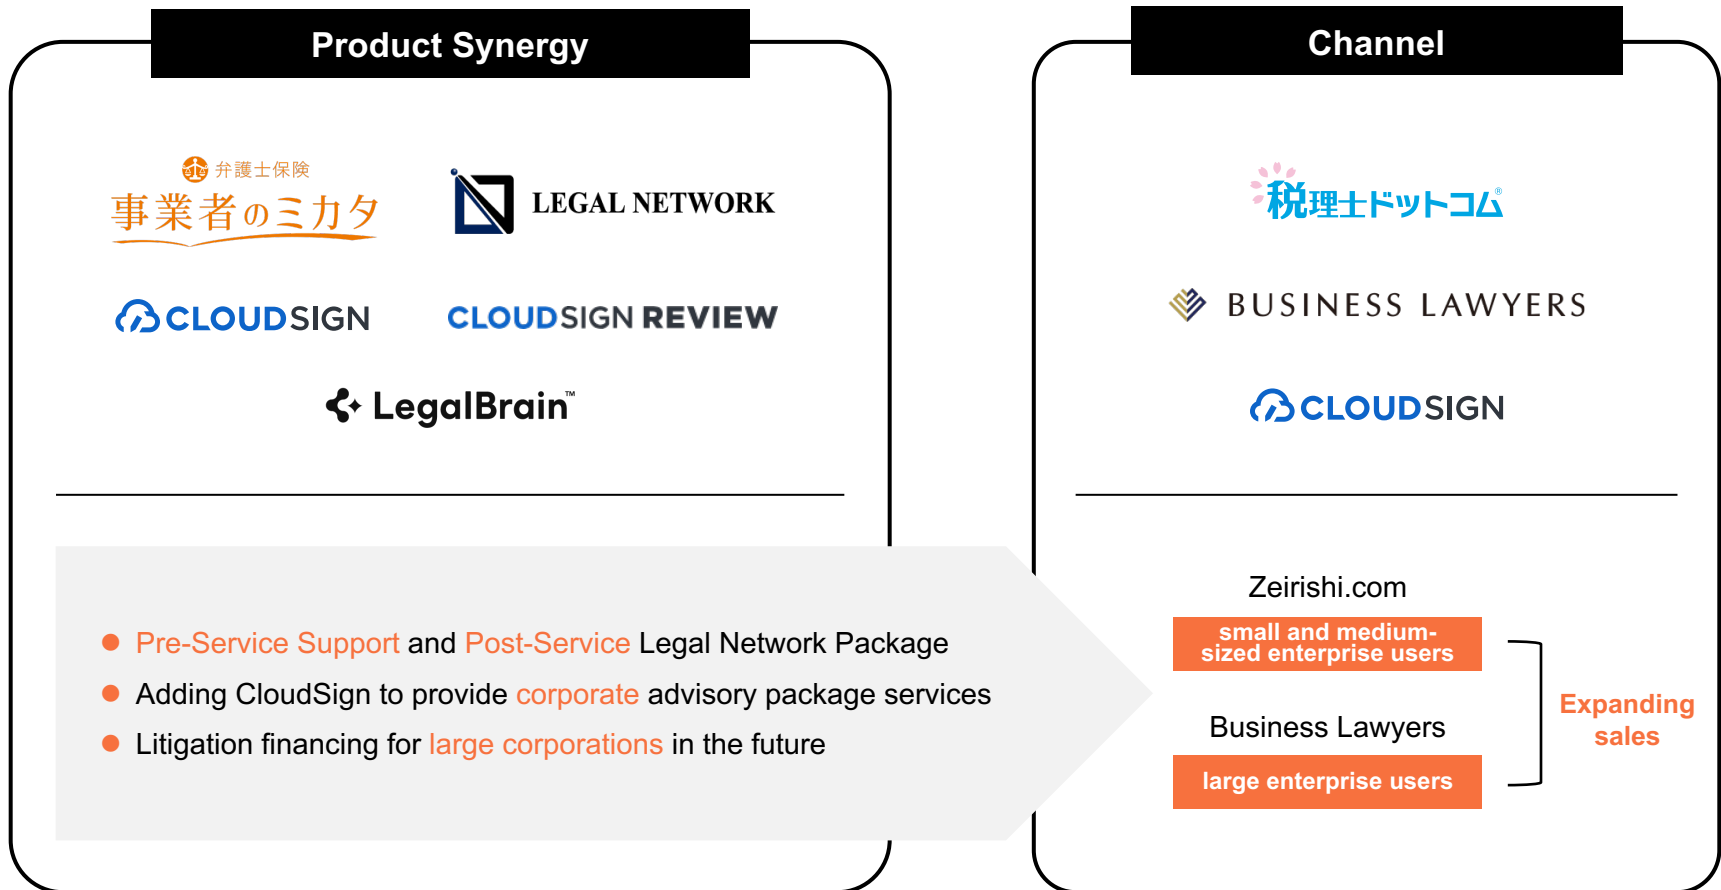 Product Synergy
弁護士保険
事業者のミカタ
LEGAL NETWORK
CLOUDSIGN
CLOUDSIGN REVIEW
LegalBrain™
● Pre-Service Support and Post-Service Legal Network Package
● Adding CloudSign to provide corporate advisory package services
● Litigation financing for large corporations in the future
Channel
税理士ドットコム®
BUSINESS LAWYERS
CLOUDSIGN
Zeirishi.com
small and medium-
sized enterprise users
Business Lawyers
large enterprise users
Expanding
sales